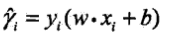 γ̂ᵢ = yᵢ(w·xᵢ + b)